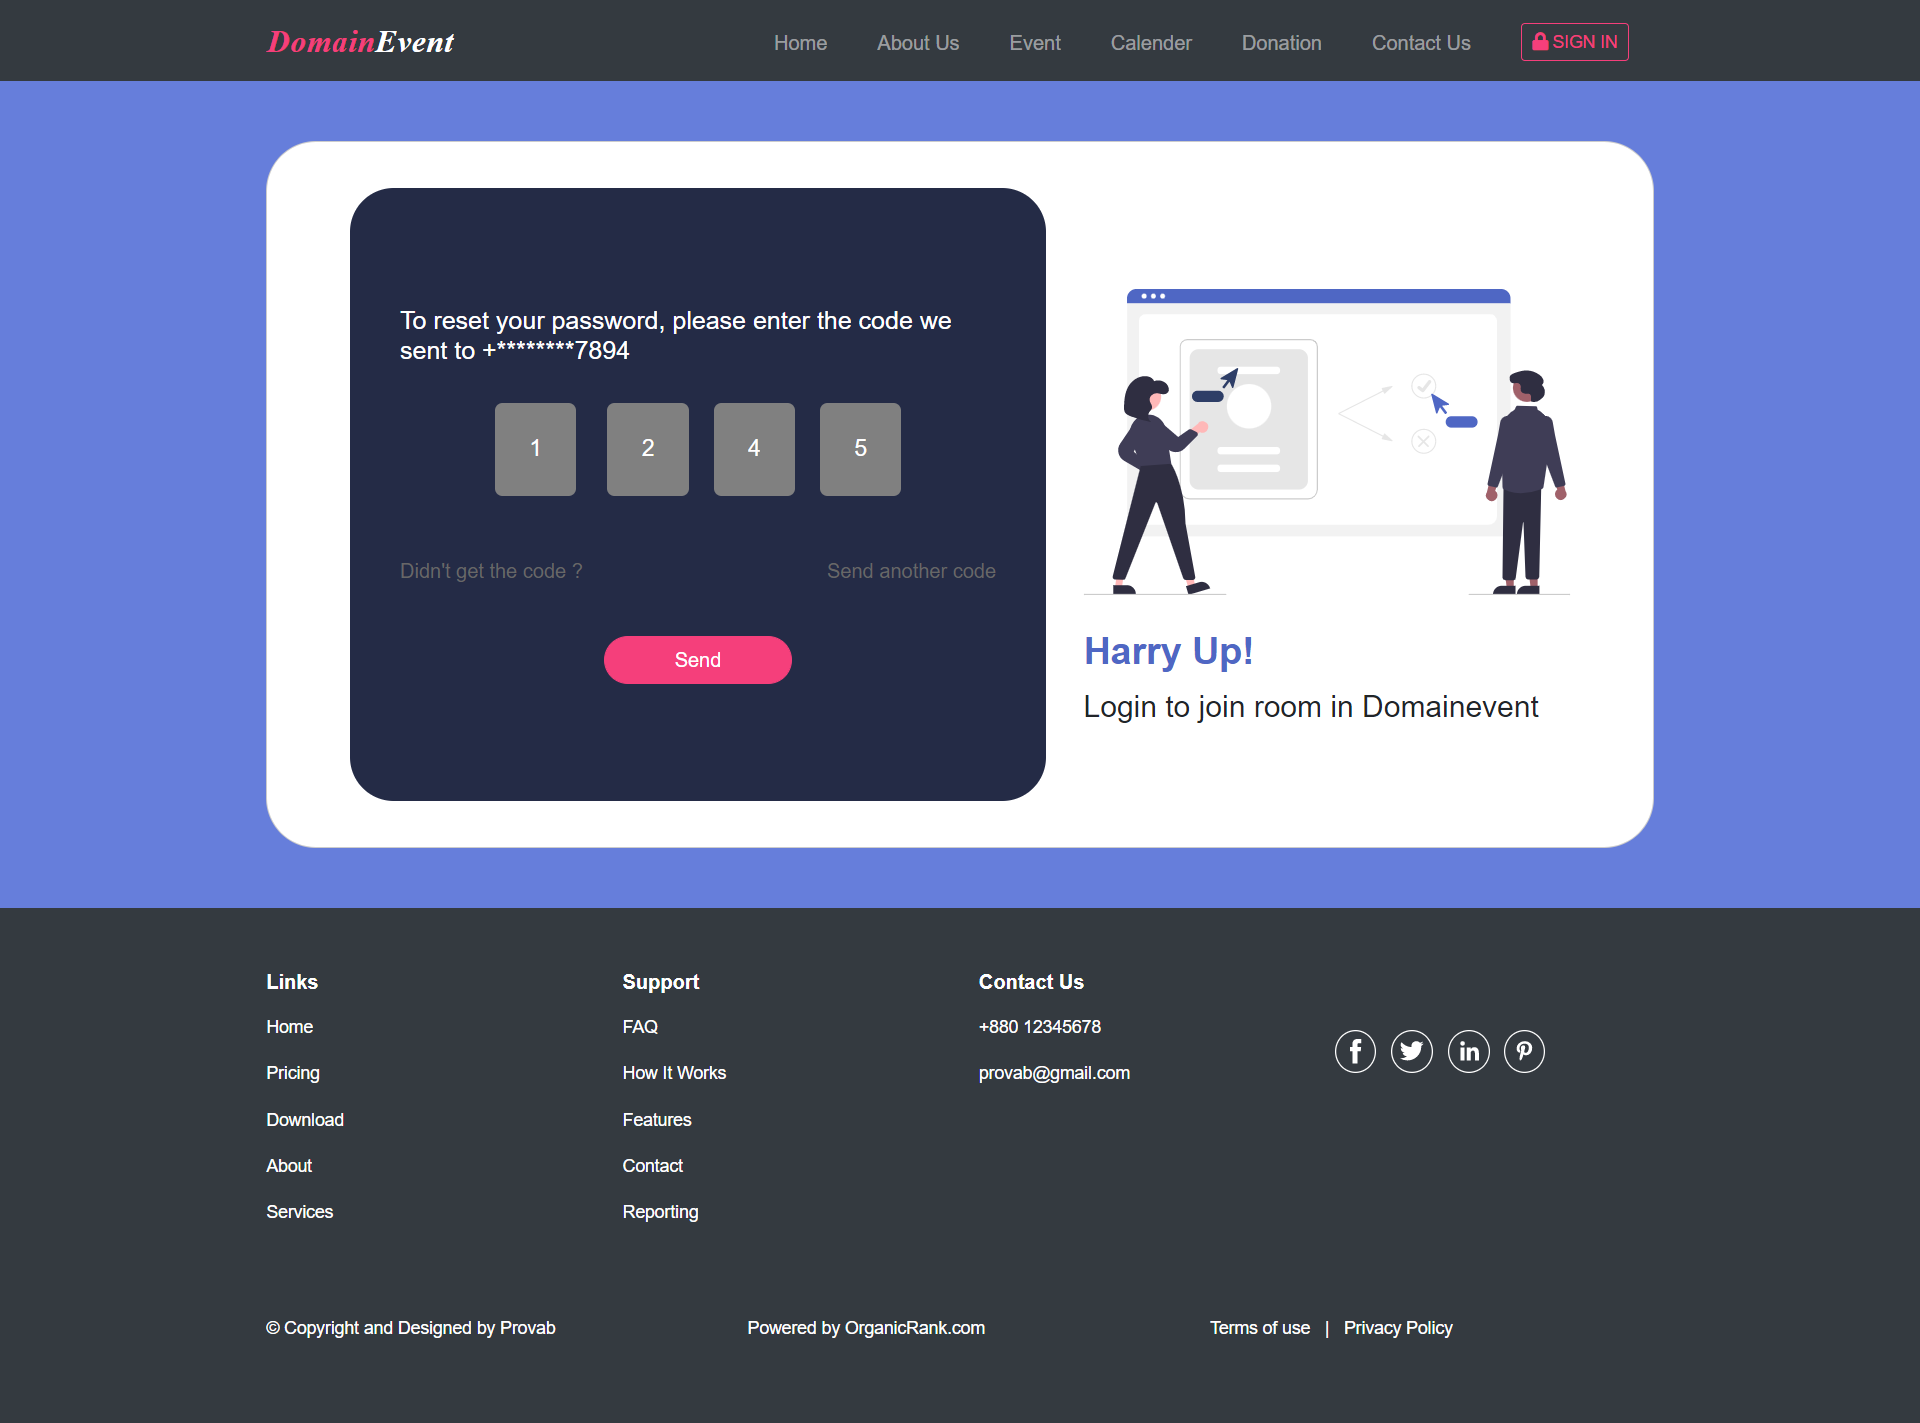 DomainEvent
Home About Us Event Calender Donation Contact Us SIGN IN
To reset your password, please enter the code we
sent to +********7894
1 2 4 5
Didn't get the code ? Send another code
Send
Harry Up!
Login to join room in Domainevent
Links
Home
Pricing
Download
About
Services
Support
FAQ
How It Works
Features
Contact
Reporting
Contact Us
+880 12345678
provab@gmail.com
© Copyright and Designed by Provab
Powered by OrganicRank.com
Terms of use | Privacy Policy